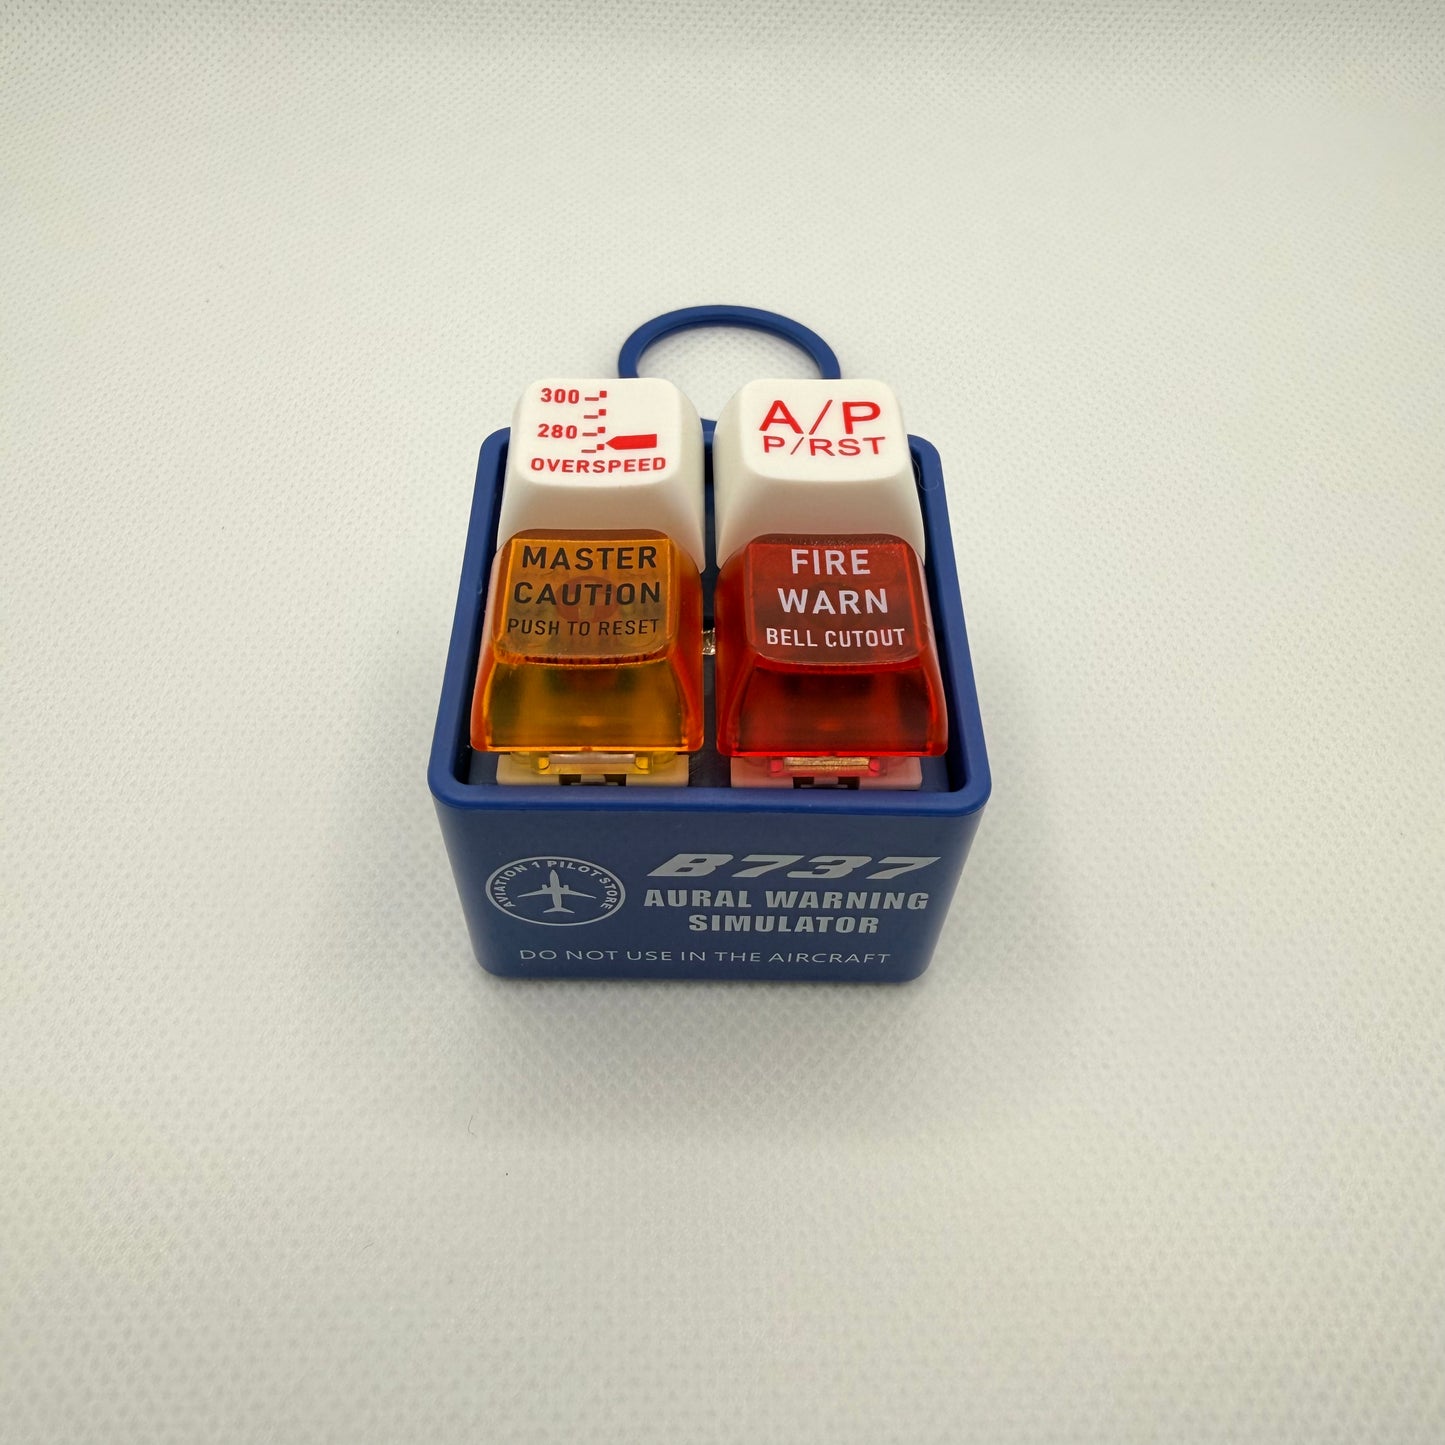 300
280
OVERSPEED
A/P
P/RST
MASTER
CAUTION
PUSH TO RESET
FIRE
WARN
BELL CUTOUT
AVIATION 1 PILOT STORE
B737
AURAL WARNING
SIMULATOR
DO NOT USE IN THE AIRCRAFT